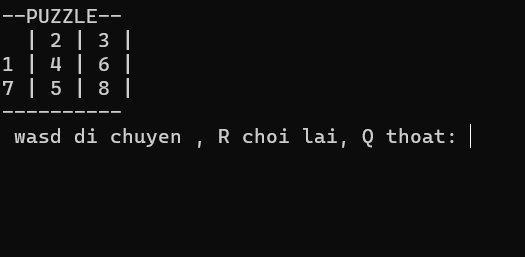 --PUZZLE--
  | 2 | 3 |
1 | 4 | 6 |
7 | 5 | 8 |
----------
 wasd di chuyen , R choi lai, Q thoat: